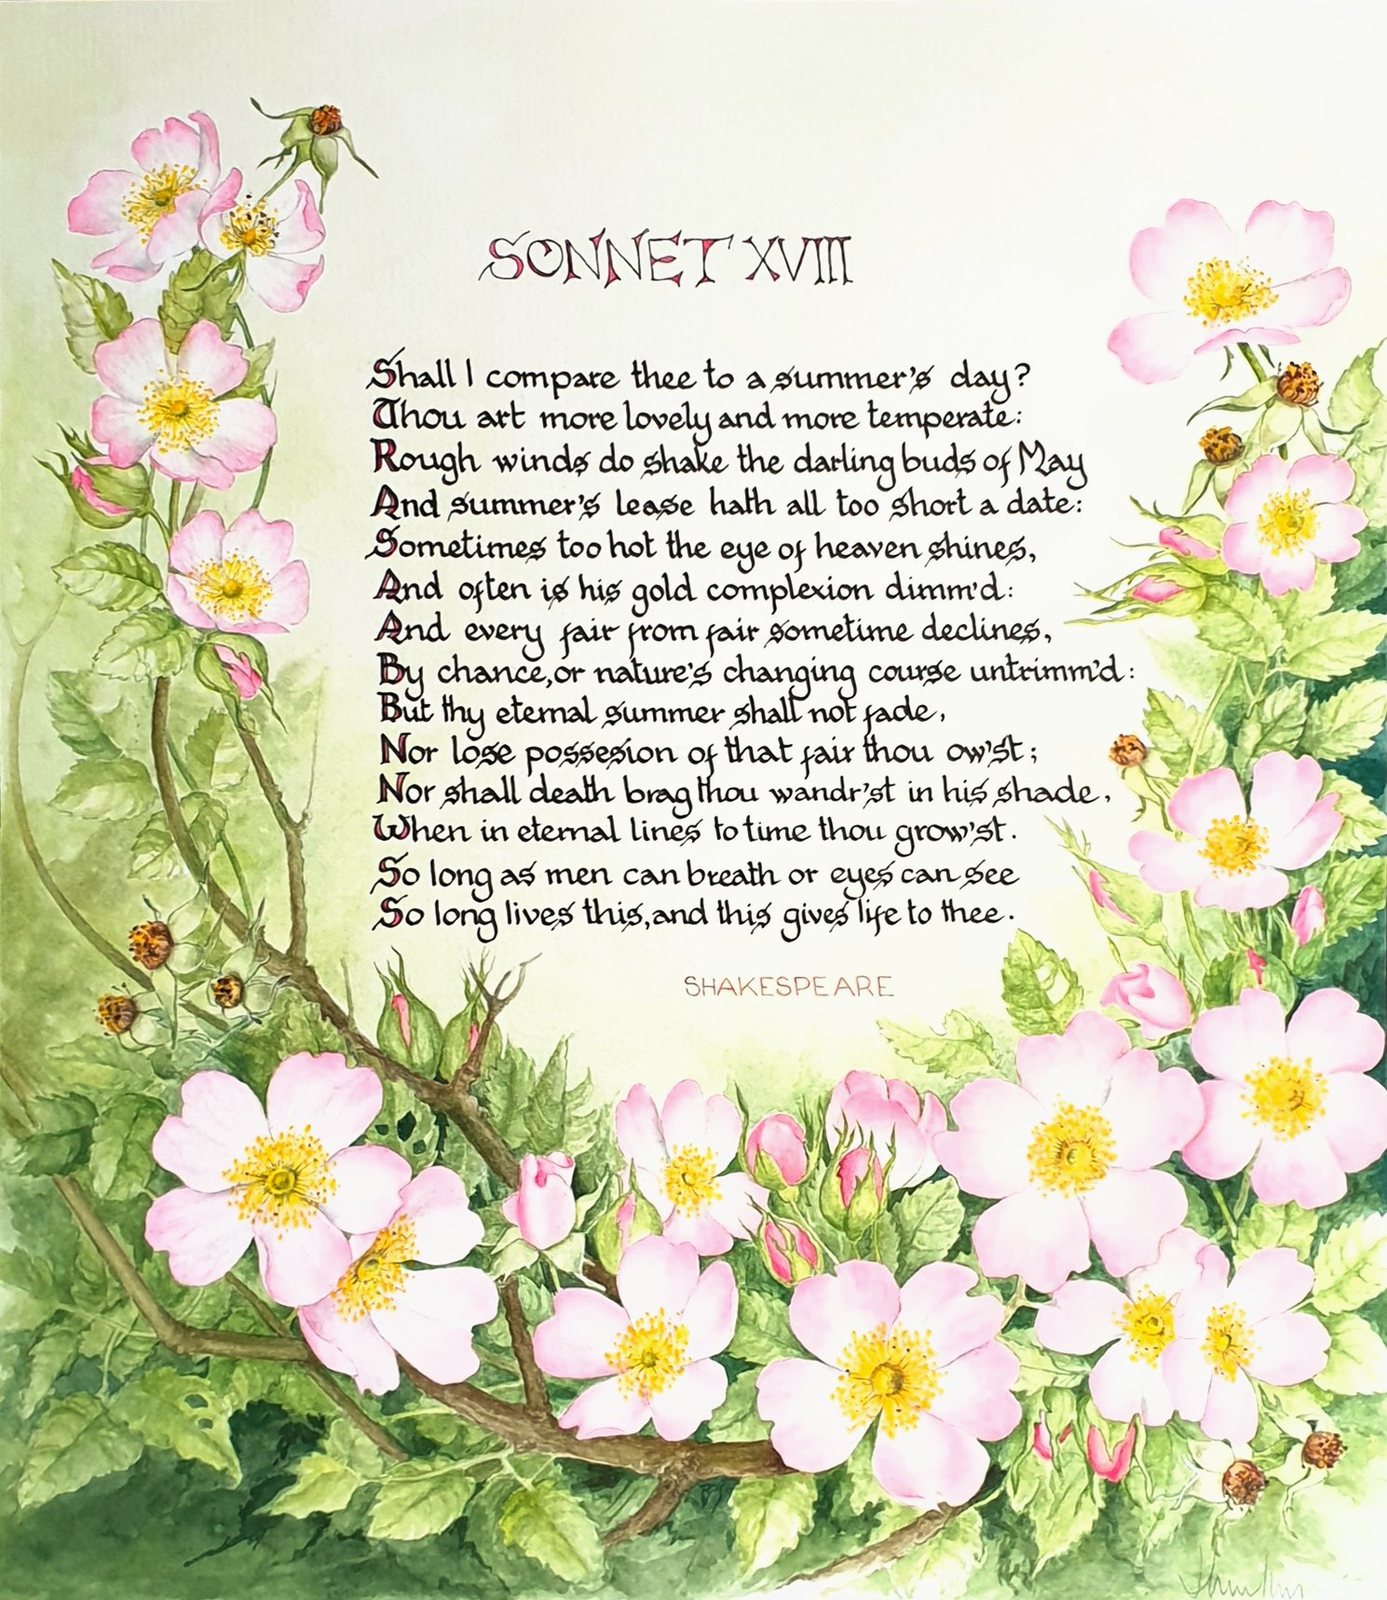 SONNET XVIII
Shall I compare thee to a summer's day?
Thou art more lovely and more temperate:
Rough winds do shake the darling buds of May
And summer's lease hath all too short a date:
Sometimes too hot the eye of heaven shines,
And often is his gold complexion dimm'd:
And every fair from fair sometime declines,
By chance, or nature's changing course untrimm'd:
But thy eternal summer shall not fade,
Nor lose possesion of that fair thou ow'st;
Nor shall death brag thou wandr'st in his shade,
When in eternal lines to time thou grow'st.
So long as men can breath or eyes can see
So long lives this, and this gives life to thee.
SHAKESPEARE